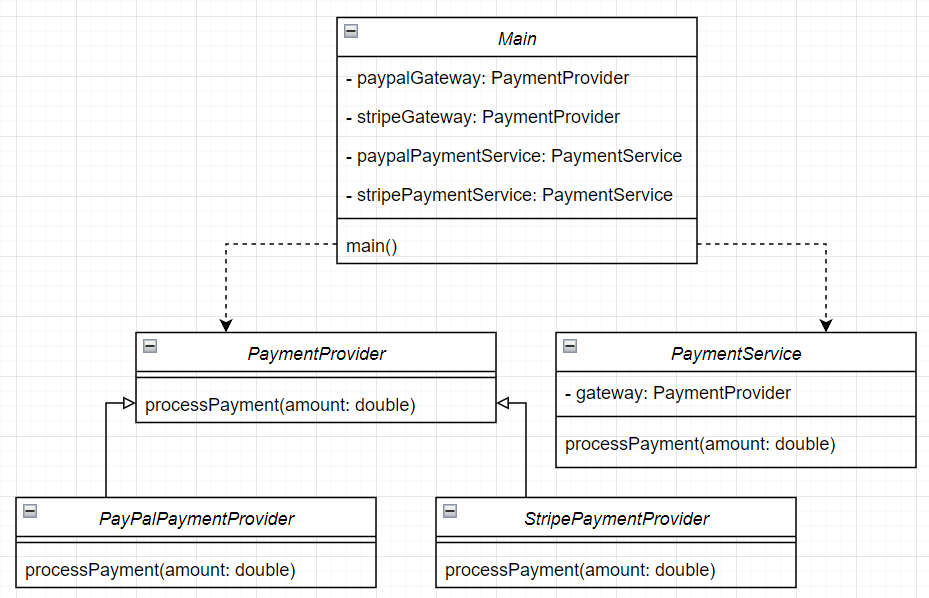 Main
- paypalGateway: PaymentProvider
- stripeGateway: PaymentProvider
- paypalPaymentService: PaymentService
- stripePaymentService: PaymentService
main()
PaymentProvider
processPayment(amount: double)
PaymentService
- gateway: PaymentProvider
processPayment(amount: double)
PayPalPaymentProvider
processPayment(amount: double)
StripePaymentProvider
processPayment(amount: double)